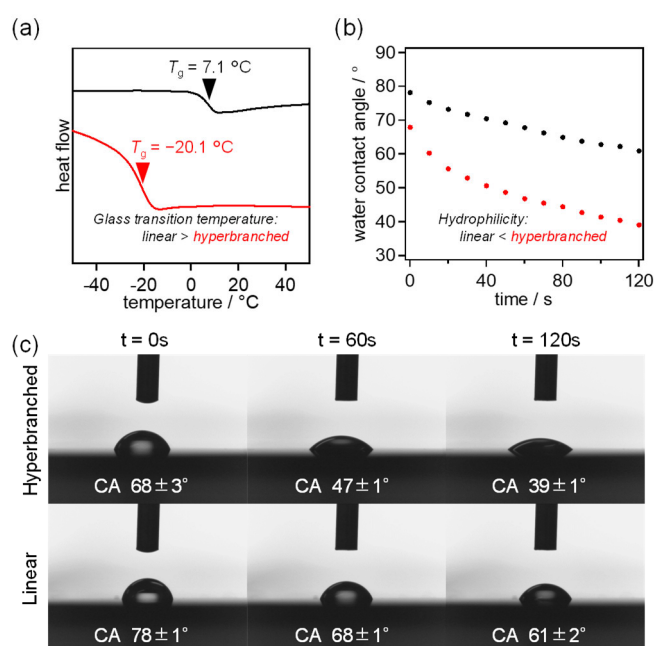 (a)
Tg = 7.1 °C
Tg = −20.1 °C
heat flow
Glass transition temperature:
linear > hyperbranched
-40 -20 0 20 40
temperature / °C
(b)
90
80
70
60
50
40
30
water contact angle / °
Hydrophilicity:
linear < hyperbranched
0 40 80 120
time / s
(c)
t = 0s t = 60s t = 120s
Hyperbranched
CA 68±3° CA 47±1° CA 39±1°
Linear
CA 78±1° CA 68±1° CA 61±2°